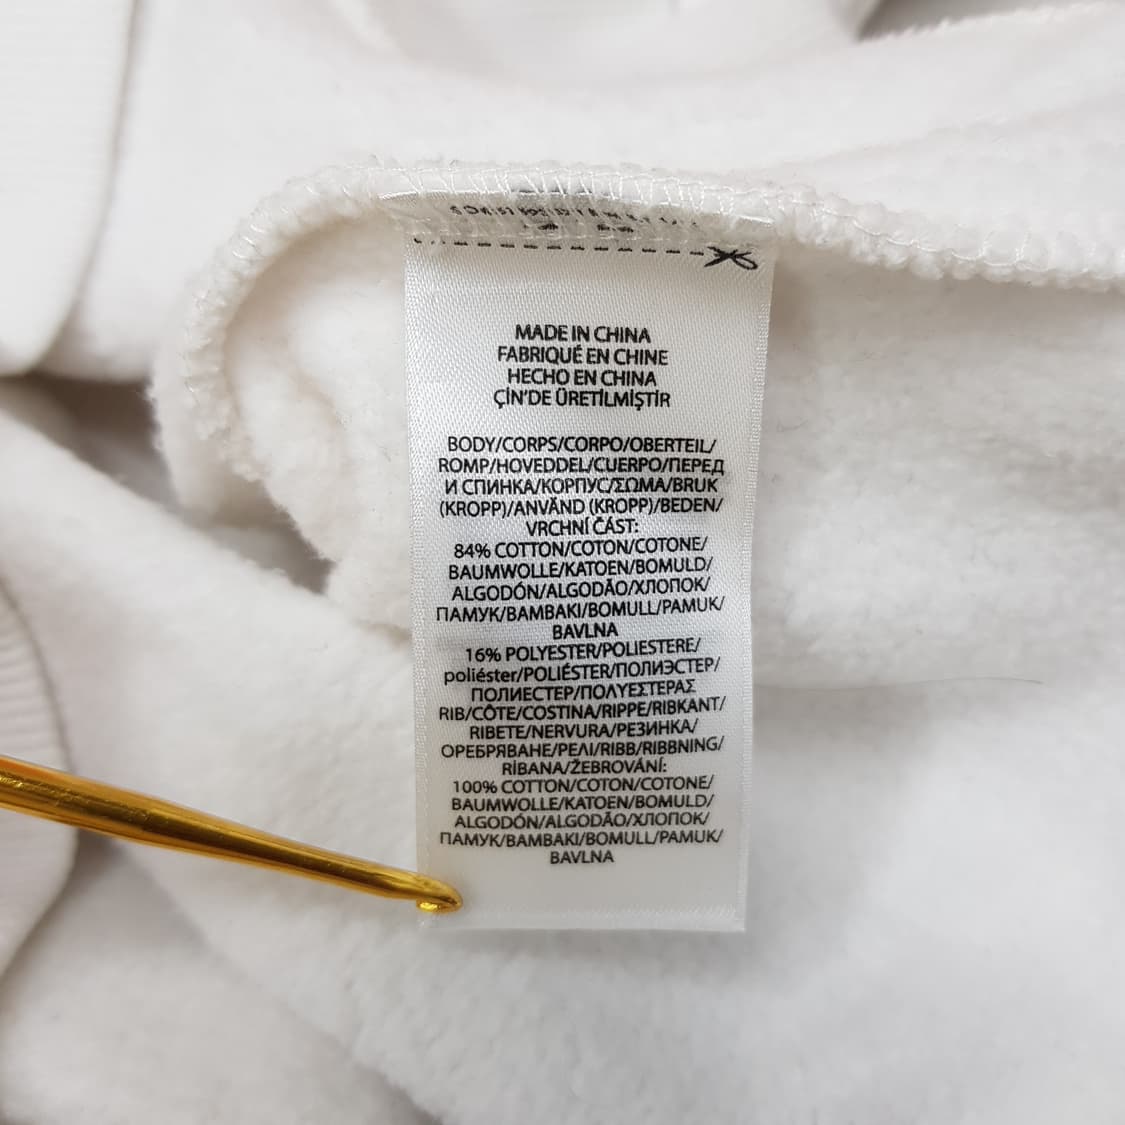 MADE IN CHINA
FABRIQUÉ EN CHINE
HECHO EN CHINA
ÇİN'DE ÜRETİLMİŞTİR
BODY/CORPS/CORPO/OBERTEIL/
ROMP/HOVEDDEL/CUERPO/ПЕРЕД
И СПИНКА/КОРПУС/ΣΩΜΑ/BRUK
(KROPP)/ANVÄND (KROPP)/BEDEN/
VRCHNÍ ČÁST:
84% COTTON/COTON/COTONE/
BAUMWOLLE/KATOEN/BOMULD/
ALGODÓN/ALGODÃO/ХЛОПОК/
ПАМУК/ΒΑΜΒΑΚΙ/BOMULL/PAMUK/
BAVLNA
16% POLYESTER/POLIESTERE/
poliéster/POLIÉSTER/ПОЛИЭСТЕР/
ПОЛИЕСТЕР/ΠΟΛΥΕΣΤΕΡΑΣ
RIB/CÔTE/COSTINA/RIPPE/RIBKANT/
RIBETE/NERVURA/РЕЗИНКА/
ОРЕБРЯВАНЕ/ΡΕΛΙ/RIBB/RIBBNING/
RİBANA/ŽEBROVÁNÍ:
100% COTTON/COTON/COTONE/
BAUMWOLLE/KATOEN/BOMULD/
ALGODÓN/ALGODÃO/ХЛОПОК/
ПАМУК/ΒΑΜΒΑΚΙ/BOMULL/PAMUK/
BAVLNA